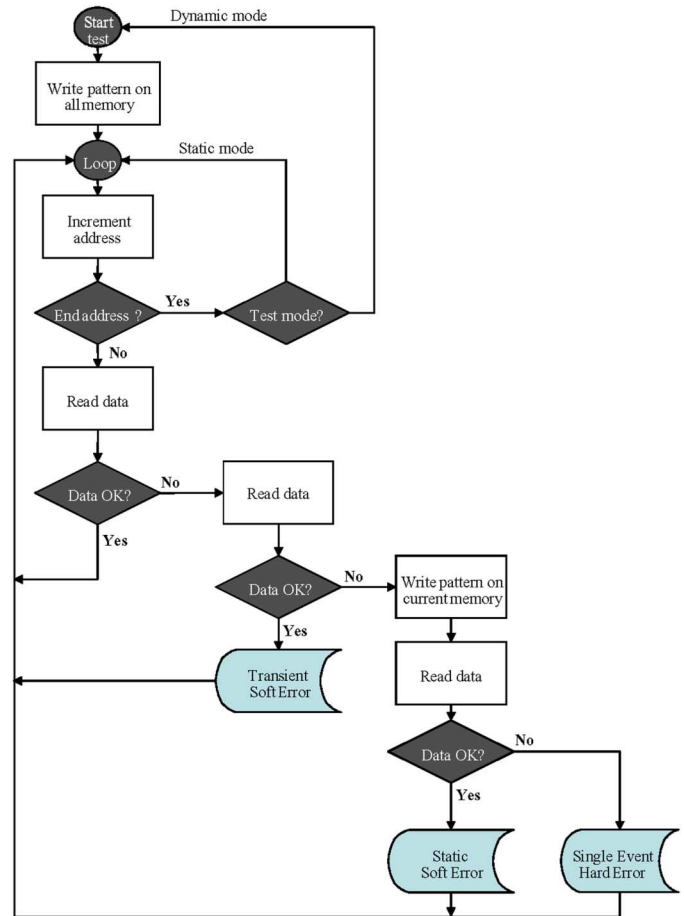 Dynamic mode
Start
test
Write pattern on
all memory
Static mode
Loop
Increment
address
Yes
End address ?
Test mode?
No
Read data
No
Data OK?
Read data
Yes
No
Data OK?
Write pattern on
current memory
Yes
Transient
Soft Error
Read data
No
Data OK?
Yes
Static
Soft Error
Single Event
Hard Error